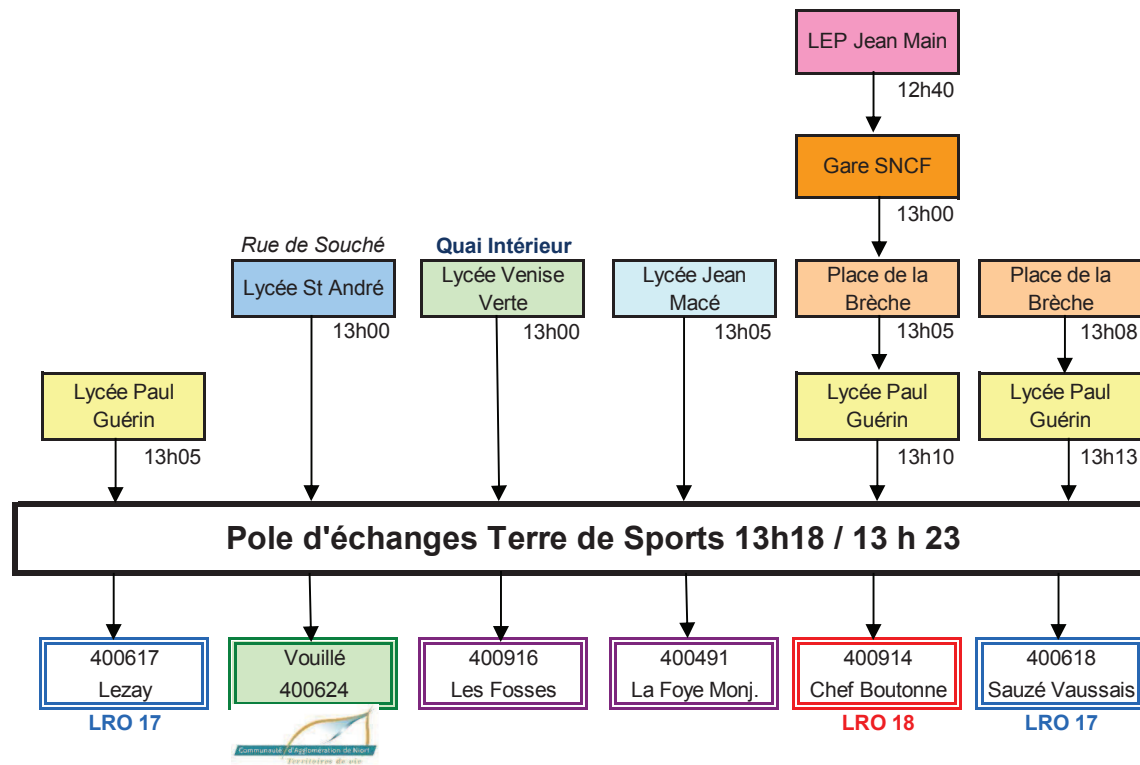 LEP Jean Main
12h40
Gare SNCF
13h00
Rue de Souché
Quai Intérieur
Lycée St André
13h00
Lycée Venise
Verte
13h00
Lycée Jean
Macé
13h05
Place de la
Brèche
13h05
Place de la
Brèche
13h08
Lycée Paul
Guérin
13h05
Lycée Paul
Guérin
13h10
Lycée Paul
Guérin
13h13
Pole d'échanges Terre de Sports 13h18 / 13 h 23
400617
Lezay
LRO 17
Vouillé
400624
Communauté d'Agglomération de Niort
Territoires de vie
400916
Les Fosses
400491
La Foye Monj.
400914
Chef Boutonne
LRO 18
400618
Sauzé Vaussais
LRO 17